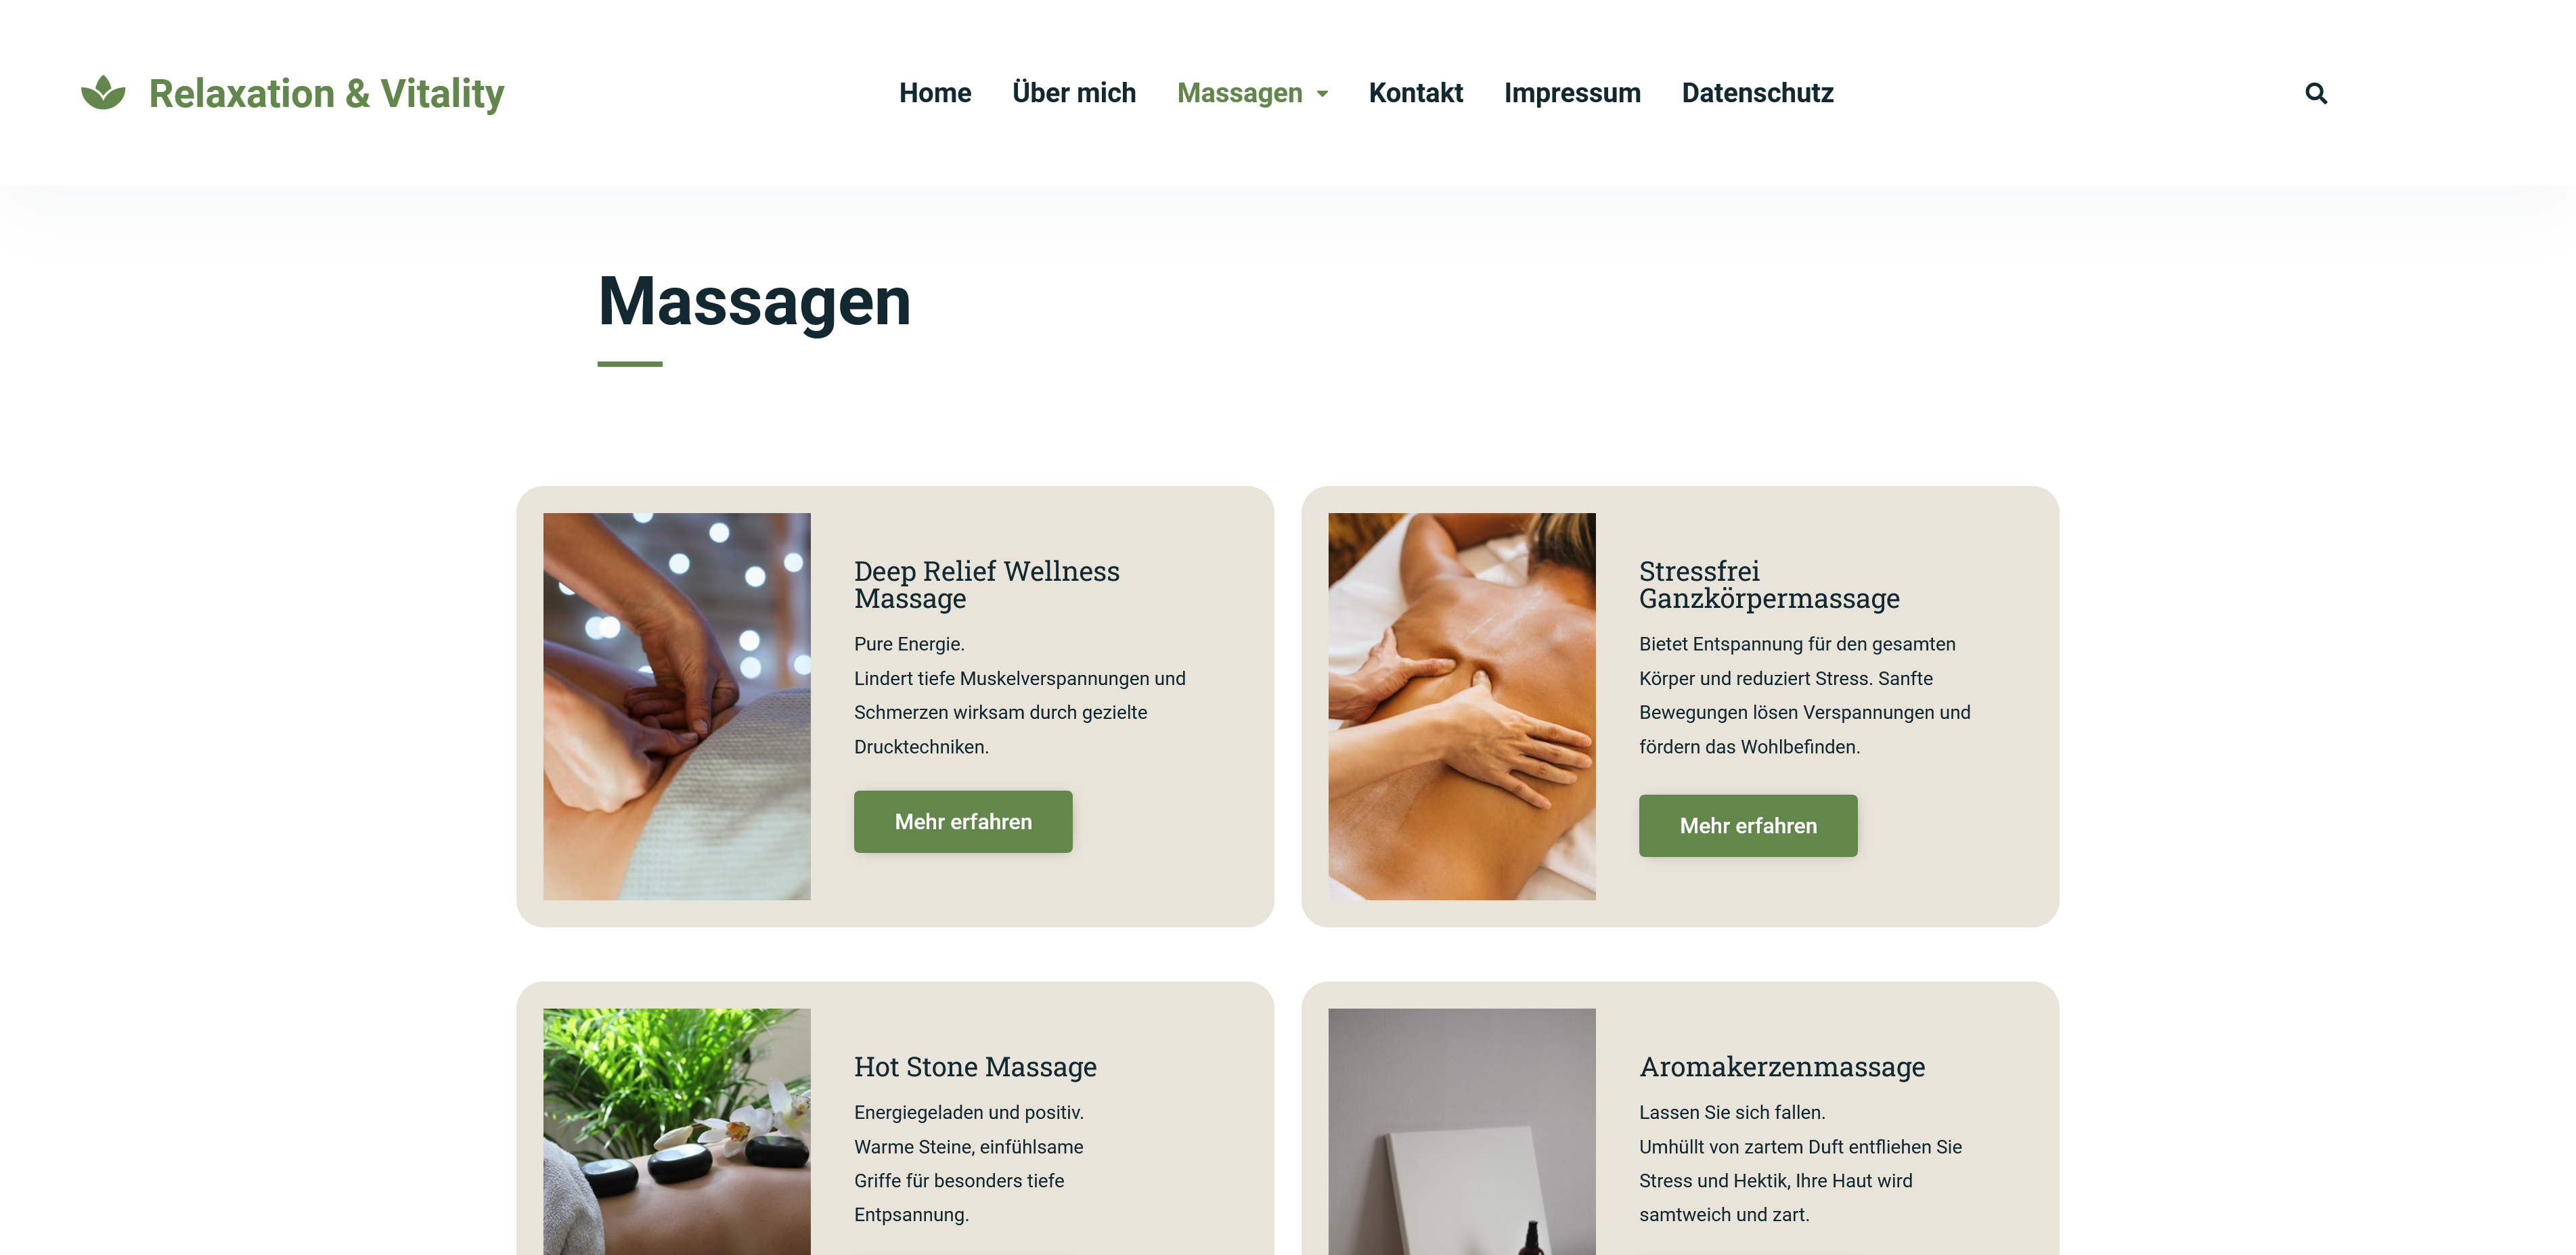 Relaxation & Vitality
Home Über mich Massagen Kontakt Impressum Datenschutz
Massagen
Deep Relief Wellness
Massage
Pure Energie.
Lindert tiefe Muskelverspannungen und
Schmerzen wirksam durch gezielte
Drucktechniken.
Mehr erfahren
Stressfrei
Ganzkörpermassage
Bietet Entspannung für den gesamten
Körper und reduziert Stress. Sanfte
Bewegungen lösen Verspannungen und
fördern das Wohlbefinden.
Mehr erfahren
Hot Stone Massage
Energiegeladen und positiv.
Warme Steine, einfühlsame
Griffe für besonders tiefe
Entpsannung.
Aromakerzenmassage
Lassen Sie sich fallen.
Umhüllt von zartem Duft entfliehen Sie
Stress und Hektik, Ihre Haut wird
samtweich und zart.